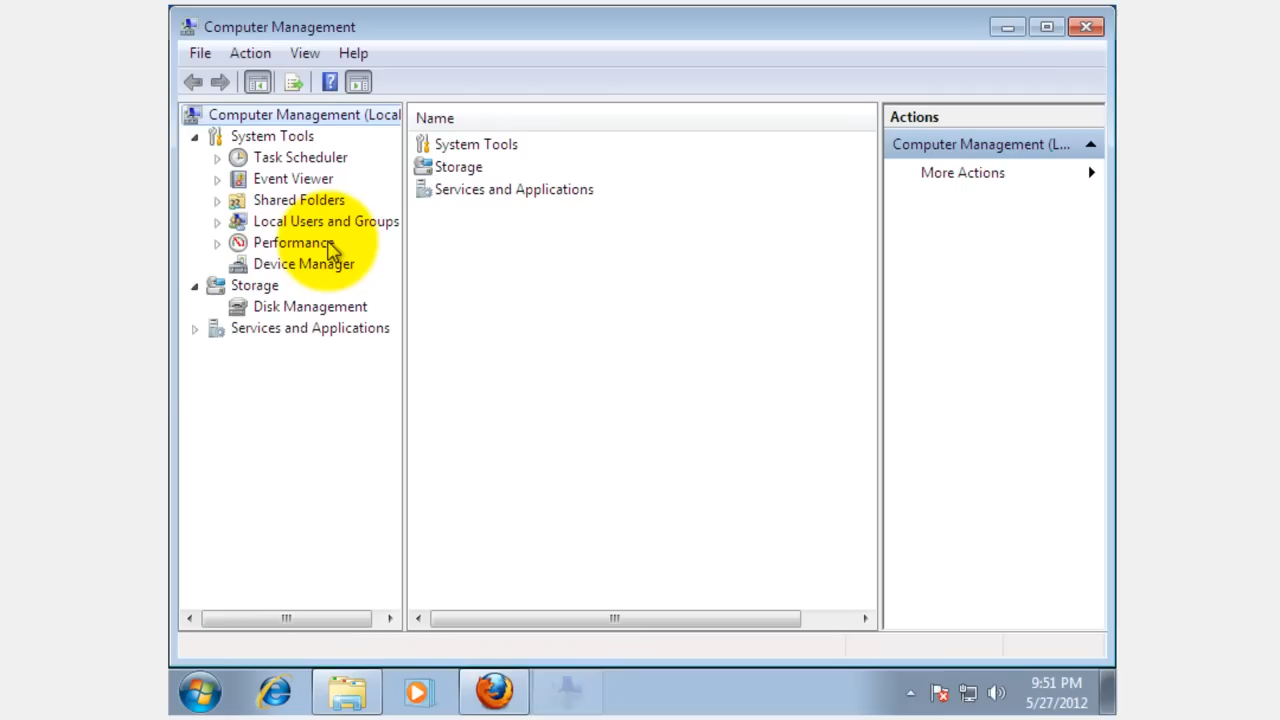 Computer Management
File Action View Help
Computer Management (Local
System Tools
Task Scheduler
Event Viewer
Shared Folders
Local Users and Groups
Performance
Device Manager
Storage
Disk Management
Services and Applications
Name
System Tools
Storage
Services and Applications
Actions
Computer Management (L...
More Actions
9:51 PM
5/27/2012